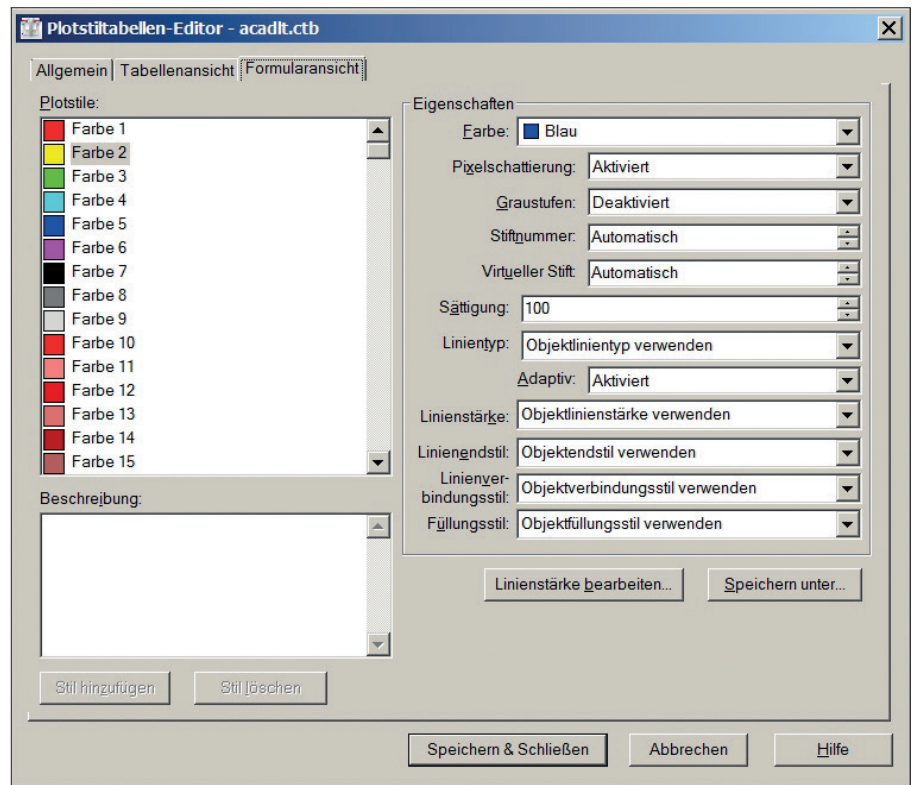 Plotstiltabellen-Editor - acadlt.ctb
Allgemein
Tabellenansicht
Formularansicht
Plotstile:
Farbe 1
Farbe 2
Farbe 3
Farbe 4
Farbe 5
Farbe 6
Farbe 7
Farbe 8
Farbe 9
Farbe 10
Farbe 11
Farbe 12
Farbe 13
Farbe 14
Farbe 15
Beschreibung:
Stil hinzufügen
Stil löschen
Eigenschaften
Farbe: Blau
Pixelschattierung: Aktiviert
Graustufen: Deaktiviert
Stiftnummer: Automatisch
Virtueller Stift: Automatisch
Sättigung: 100
Linientyp: Objektlinientyp verwenden
Adaptiv: Aktiviert
Linienstärke: Objektlinienstärke verwenden
Linienendstil: Objektendstil verwenden
Linienver-
bindungsstil: Objektverbindungsstil verwenden
Füllungsstil: Objektfüllungsstil verwenden
Linienstärke bearbeiten...
Speichern unter...
Speichern & Schließen
Abbrechen
Hilfe